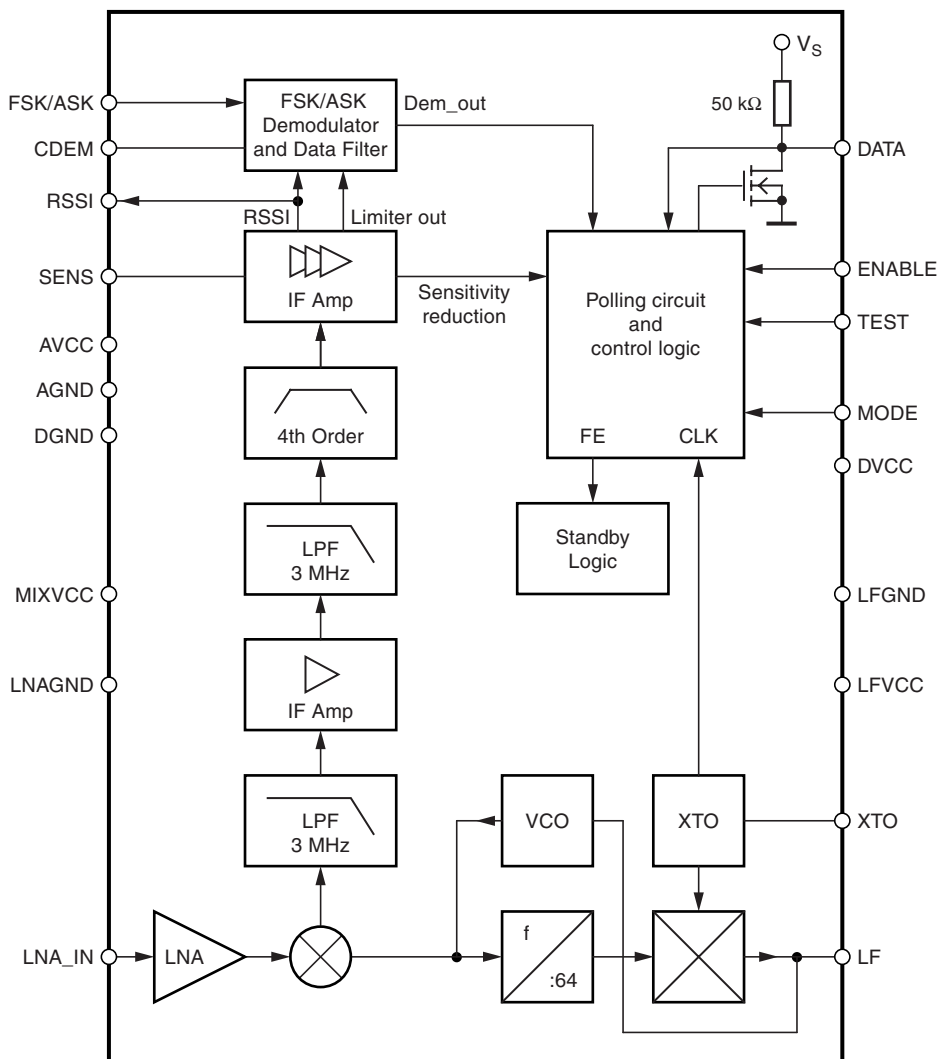 V_S
50 kΩ
FSK/ASK
FSK/ASK
Demodulator
and Data Filter
Dem_out
CDEM
DATA
RSSI
RSSI
Limiter out
SENS
IF Amp
Sensitivity
reduction
Polling circuit
and
control logic
FE
CLK
ENABLE
TEST
MODE
DVCC
AVCC
AGND
DGND
4th Order
Standby
Logic
LPF
3 MHz
MIXVCC
LFGND
LNAGND
IF Amp
LFVCC
LPF
3 MHz
VCO
XTO
XTO
LNA_IN
LNA
f
:64
LF